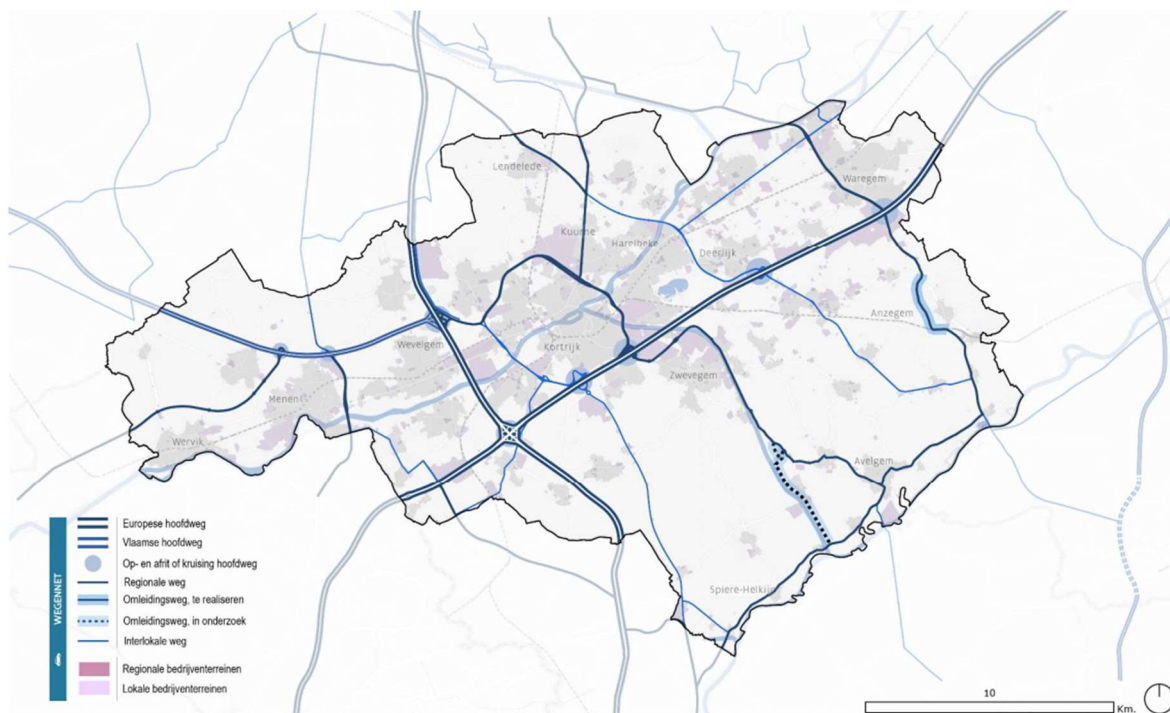 Lendelede
Waregem
Kuurne
Harelbeke
Deerlijk
Anzegem
Wevelgem
Kortrijk
Zwevegem
Menen
Wervik
Avelgem
Spiere-Helkijn
WEGENNET
Europese hoofdweg
Vlaamse hoofdweg
Op- en afrit of kruising hoofdweg
Regionale weg
Omleidingsweg, te realiseren
Omleidingsweg, in onderzoek
Interlokale weg
Regionale bedrijventerreinen
Lokale bedrijventerreinen
10
Km.